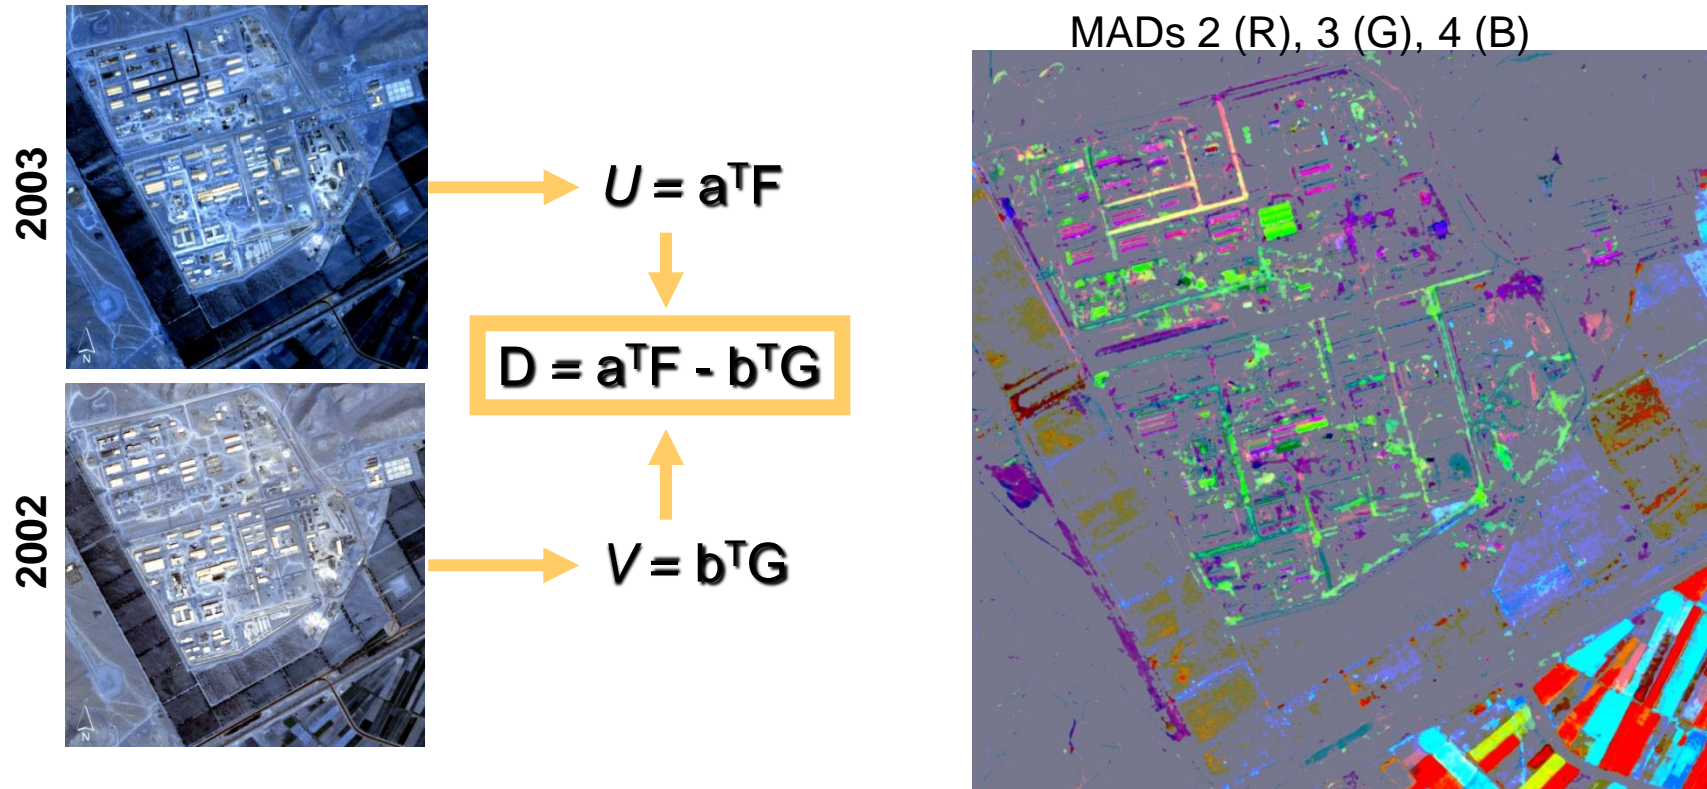 MADs 2 (R), 3 (G), 4 (B)
2003
U = aᵀF
D = aᵀF - bᵀG
2002
V = bᵀG
N
N